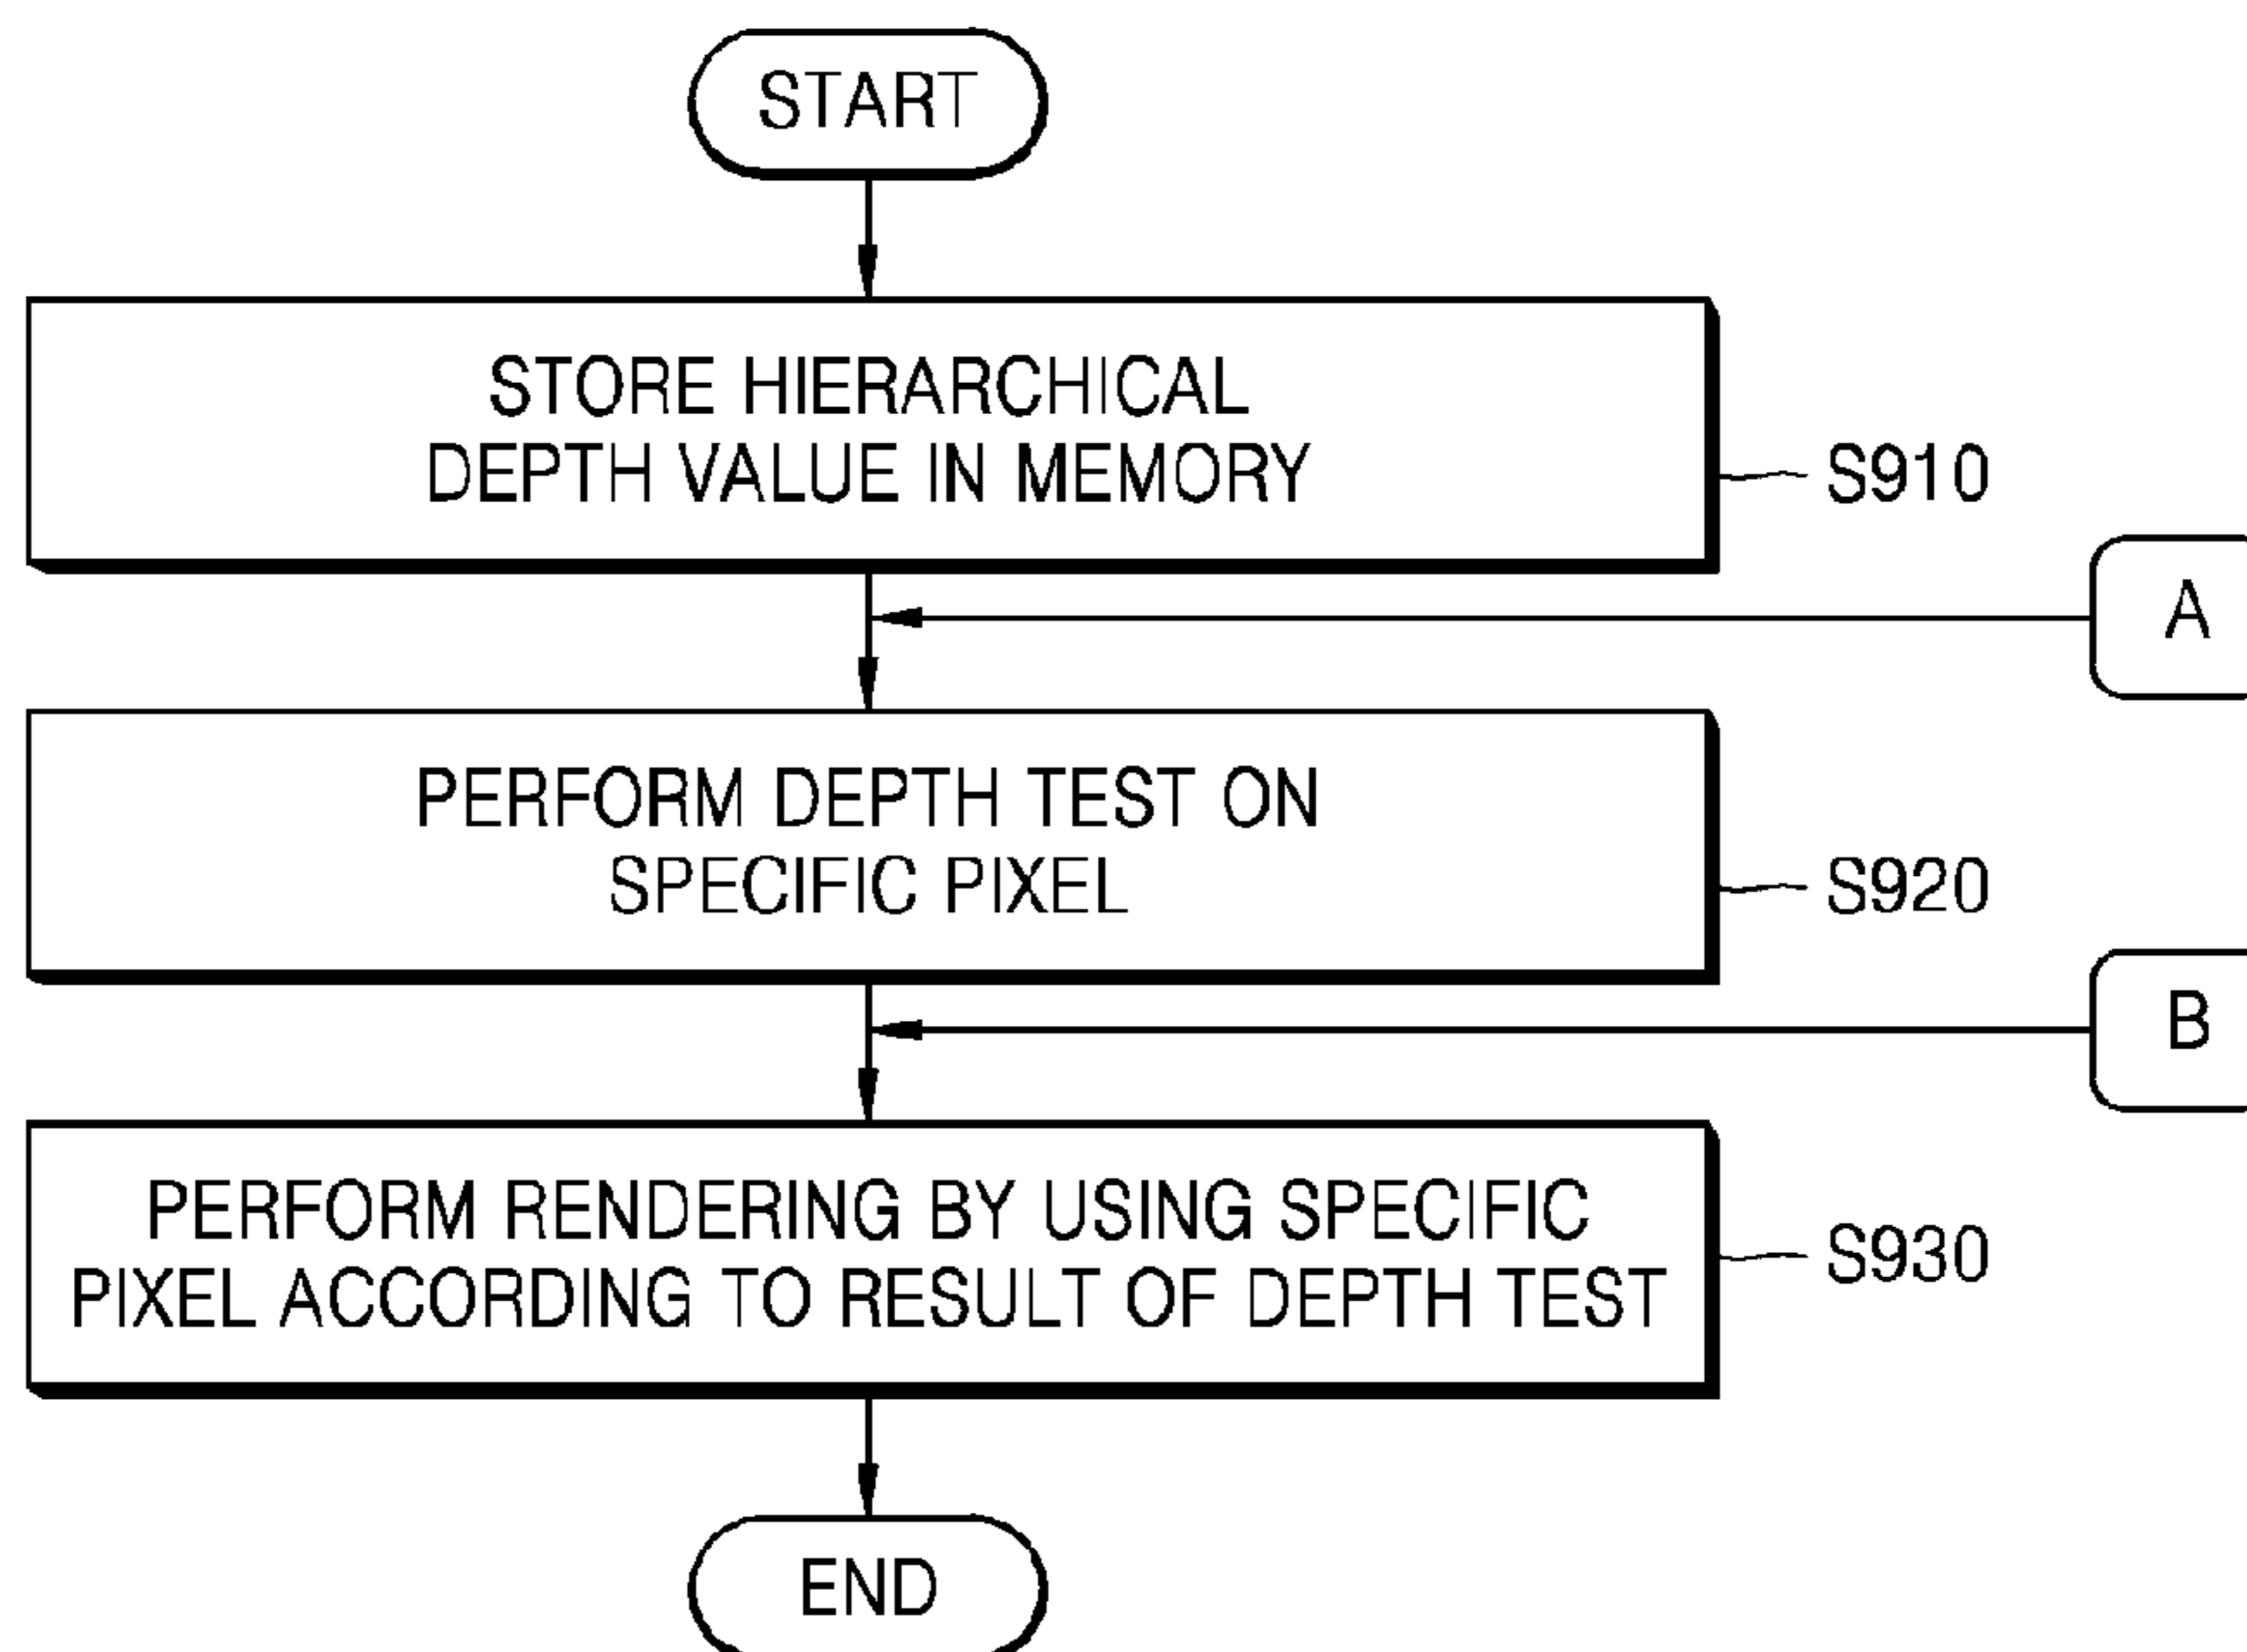 START
STORE HIERARCHICAL
DEPTH VALUE IN MEMORY
S910
A
PERFORM DEPTH TEST ON
SPECIFIC PIXEL
S920
B
PERFORM RENDERING BY USING SPECIFIC
PIXEL ACCORDING TO RESULT OF DEPTH TEST
S930
END